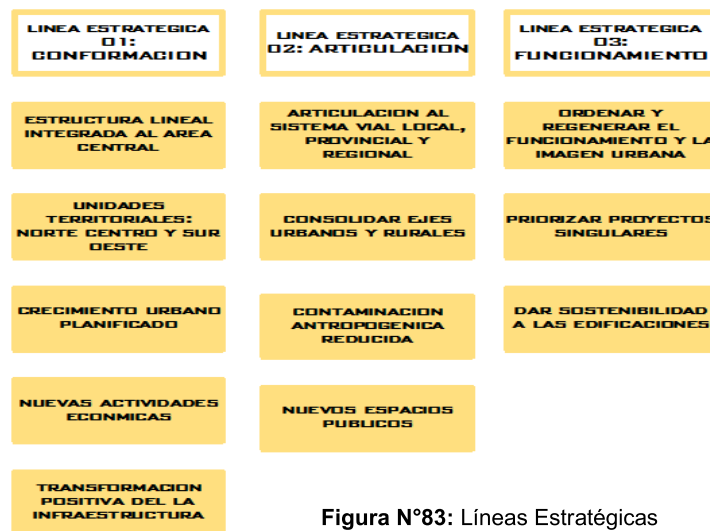 LINEA ESTRATEGICA
01:
CONFORMACION
ESTRUCTURA LINEAL
INTEGRADA AL AREA
CENTRAL
UNIDADES
TERRITORIALES:
NORTE CENTRO Y SUR
OESTE
CRECIMIENTO URBANO
PLANIFICADO
NUEVAS ACTIVIDADES
ECONMICAS
TRANSFORMACION
POSITIVA DEL LA
INFRAESTRUCTURA
LINEA ESTRATEGICA
02: ARTICULACION
ARTICULACION AL
SISTEMA VIAL LOCAL,
PROVINCIAL Y
REGIONAL
CONSOLIDAR EJES
URBANOS Y RURALES
CONTAMINACION
ANTROPOGENICA
REDUCIDA
NUEVOS ESPACIOS
PUBLICOS
LINEA ESTRATEGICA
03:
FUNCIONAMIENTO
ORDENAR Y
REGENERAR EL
FUNCIONAMIENTO Y LA
IMAGEN URBANA
PRIORIZAR PROYECTOS
SINGULARES
DAR SOSTENIBILIDAD
A LAS EDIFICACIONES
Figura N°83: Líneas Estratégicas